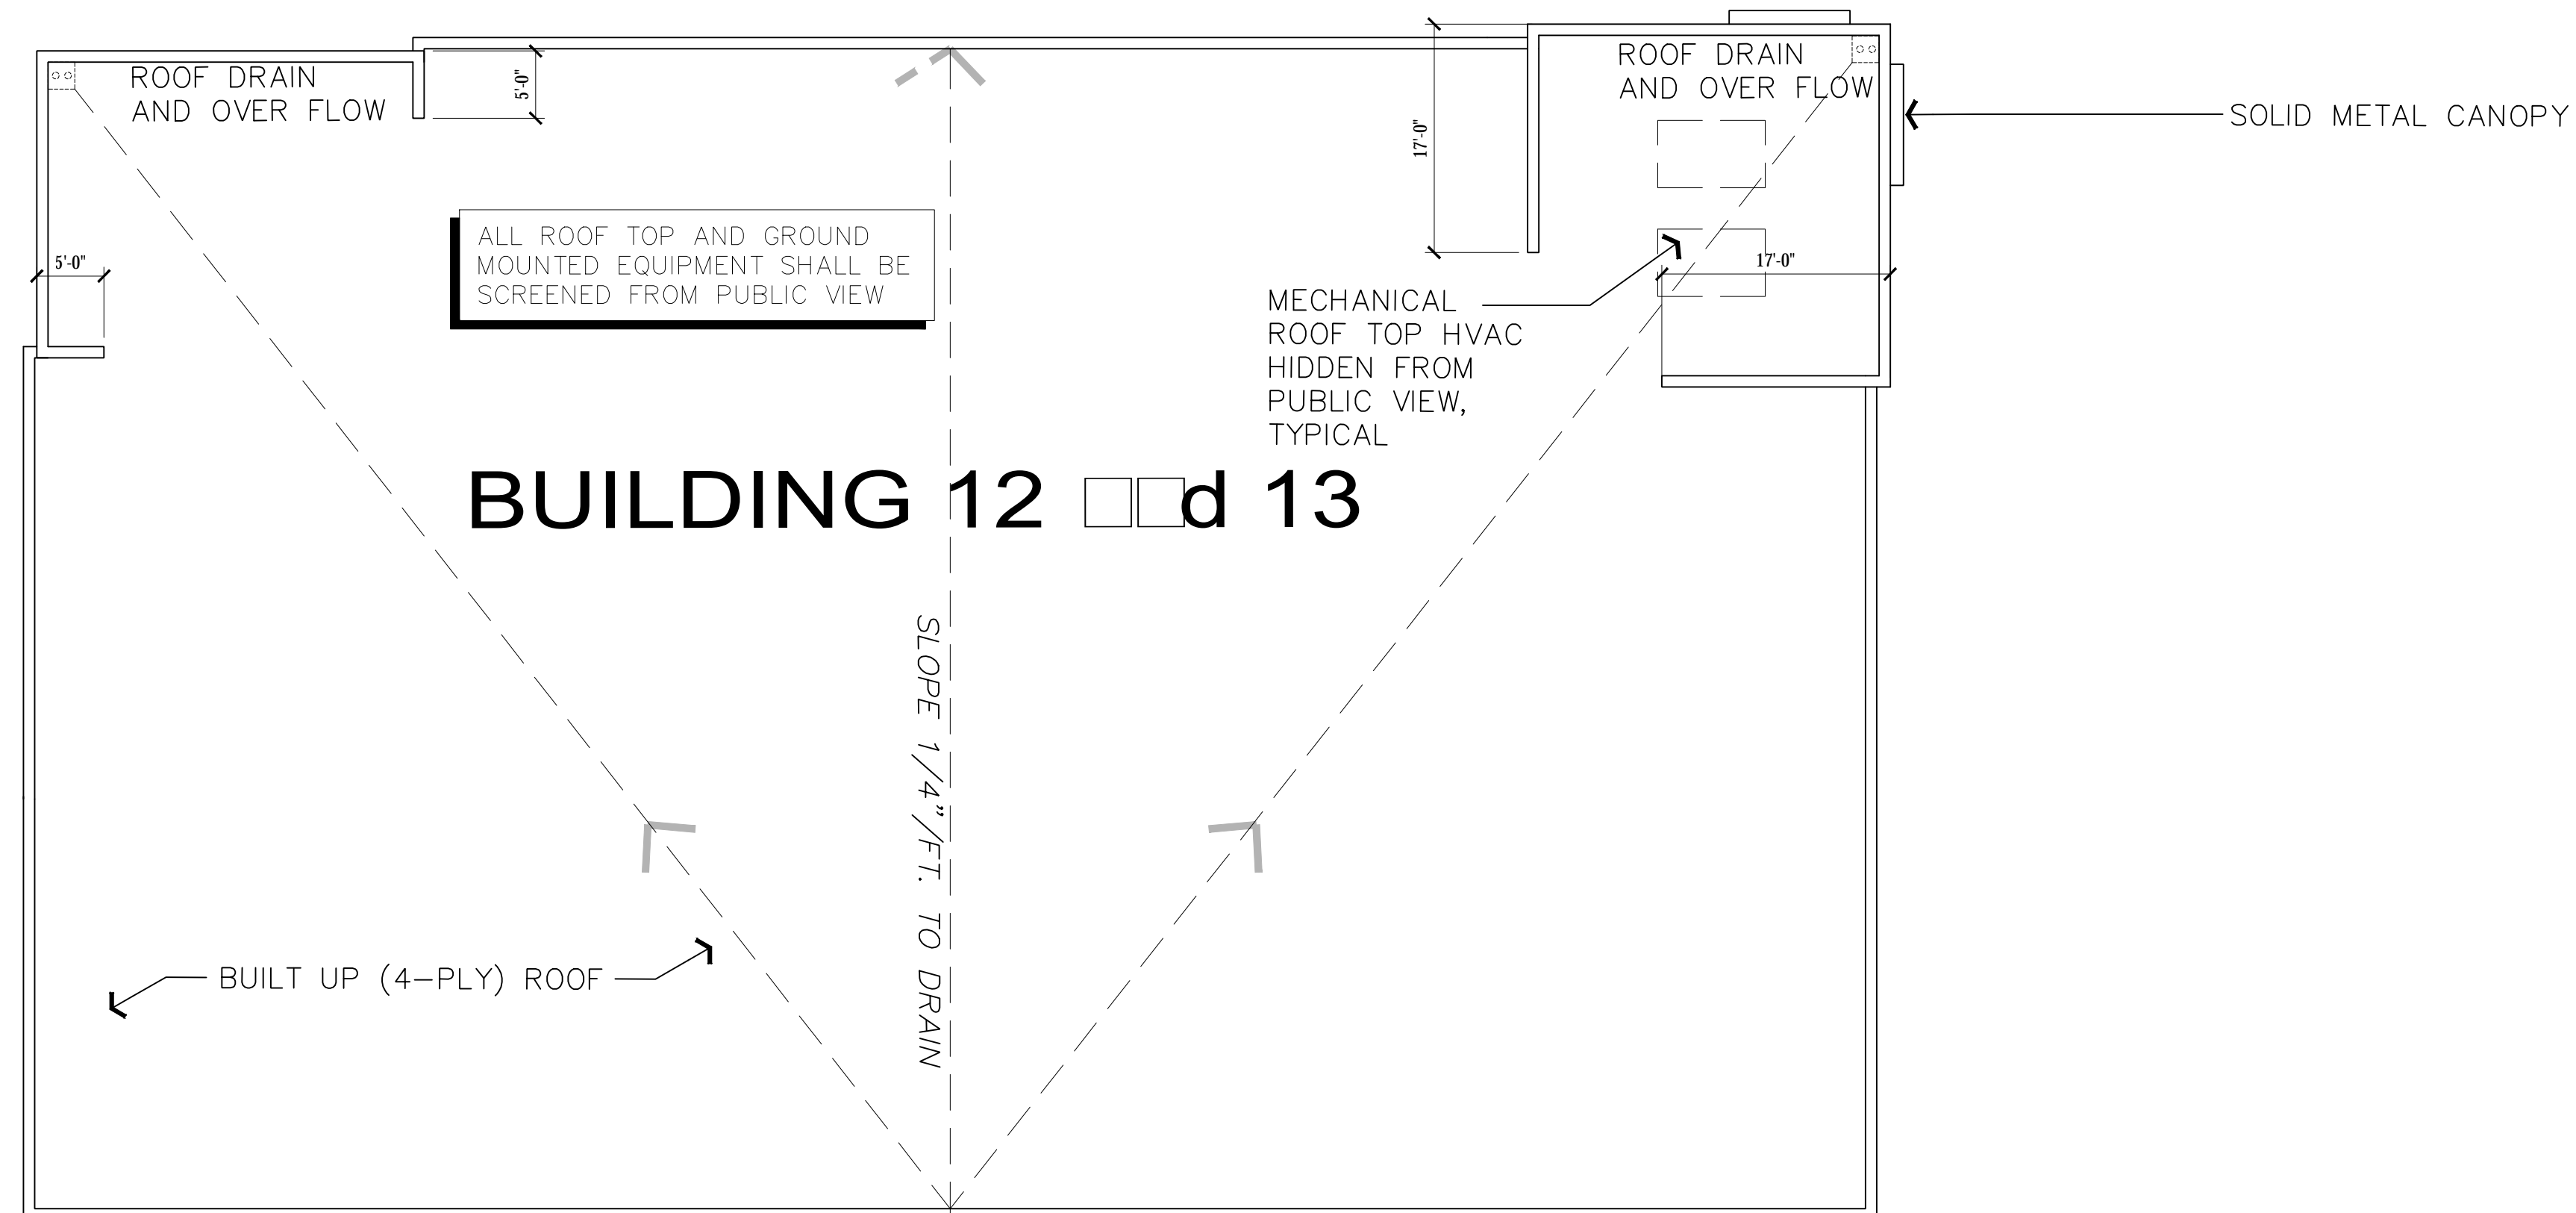 ROOF DRAIN
AND OVER FLOW
5'-0"
17'-0"
ROOF DRAIN
AND OVER FLOW
SOLID METAL CANOPY
ALL ROOF TOP AND GROUND
MOUNTED EQUIPMENT SHALL BE
SCREENED FROM PUBLIC VIEW
5'-0"
17'-0"
MECHANICAL
ROOF TOP HVAC
HIDDEN FROM
PUBLIC VIEW,
TYPICAL
BUILDING 12 □□d 13
SLOPE 1/4"/FT. TO DRAIN
BUILT UP (4-PLY) ROOF